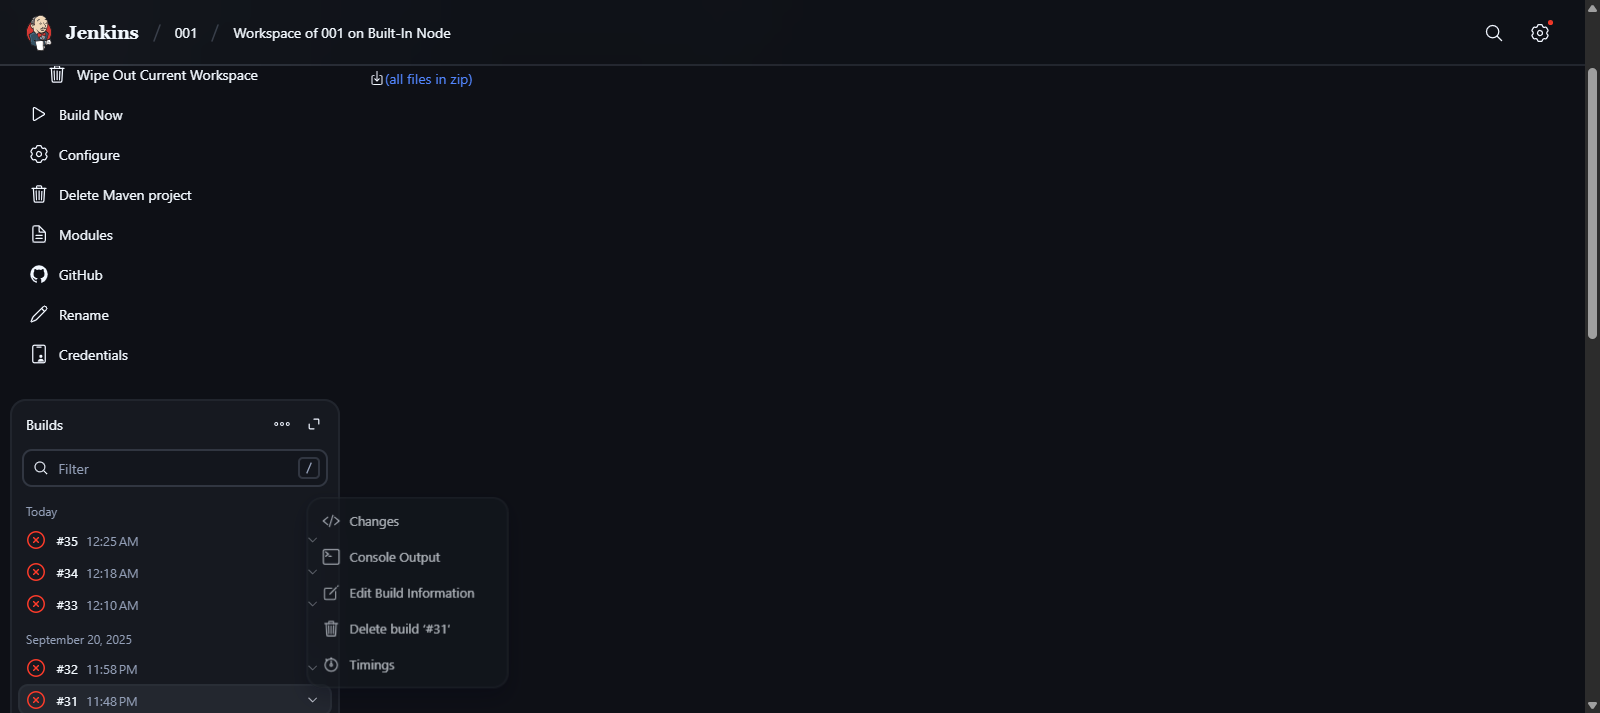 Jenkins / 001 / Workspace of 001 on Built-In Node
Wipe Out Current Workspace
(all files in zip)
Build Now
Configure
Delete Maven project
Modules
GitHub
Rename
Credentials
Builds
Filter /
Today
#35 12:25 AM
#34 12:18 AM
#33 12:10 AM
September 20, 2025
#32 11:58 PM
#31 11:48 PM
Changes
Console Output
Edit Build Information
Delete build ‘#31’
Timings